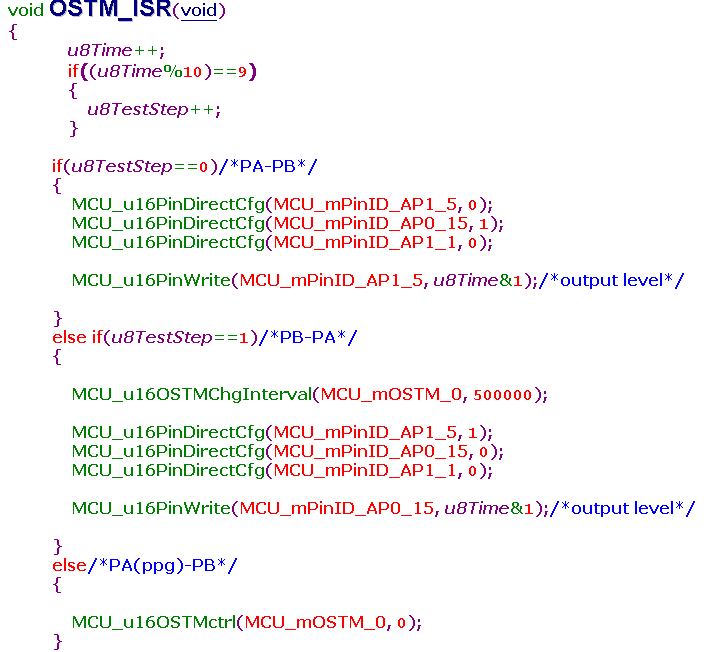 void OSTM_ISR(void)
{
u8Time++;
if((u8Time%10)==9)
{
u8TestStep++;
}
if(u8TestStep==0)/*PA-PB*/
{
MCU_u16PinDirectCfg(MCU_mPinID_AP1_5, 0);
MCU_u16PinDirectCfg(MCU_mPinID_AP0_15, 1);
MCU_u16PinDirectCfg(MCU_mPinID_AP1_1, 0);
MCU_u16PinWrite(MCU_mPinID_AP1_5, u8Time&1);/*output level*/
}
else if(u8TestStep==1)/*PB-PA*/
{
MCU_u16OSTMChgInterval(MCU_mOSTM_0, 500000);
MCU_u16PinDirectCfg(MCU_mPinID_AP1_5, 1);
MCU_u16PinDirectCfg(MCU_mPinID_AP0_15, 0);
MCU_u16PinDirectCfg(MCU_mPinID_AP1_1, 0);
MCU_u16PinWrite(MCU_mPinID_AP0_15, u8Time&1);/*output level*/
}
else/*PA(ppg)-PB*/
{
MCU_u16OSTMctrl(MCU_mOSTM_0, 0);
}